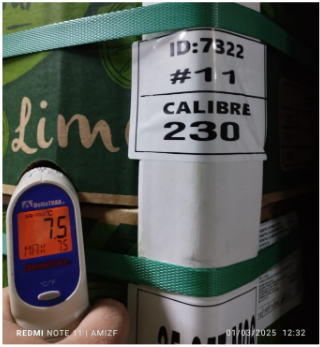 ID:7322
#11
CALIBRE
230
Lim
DeltaTRAK
°C
7.5
MAX 7.5
°C/°F
REDMI NOTE 11 | AMIZF
01/03/2025 12:32